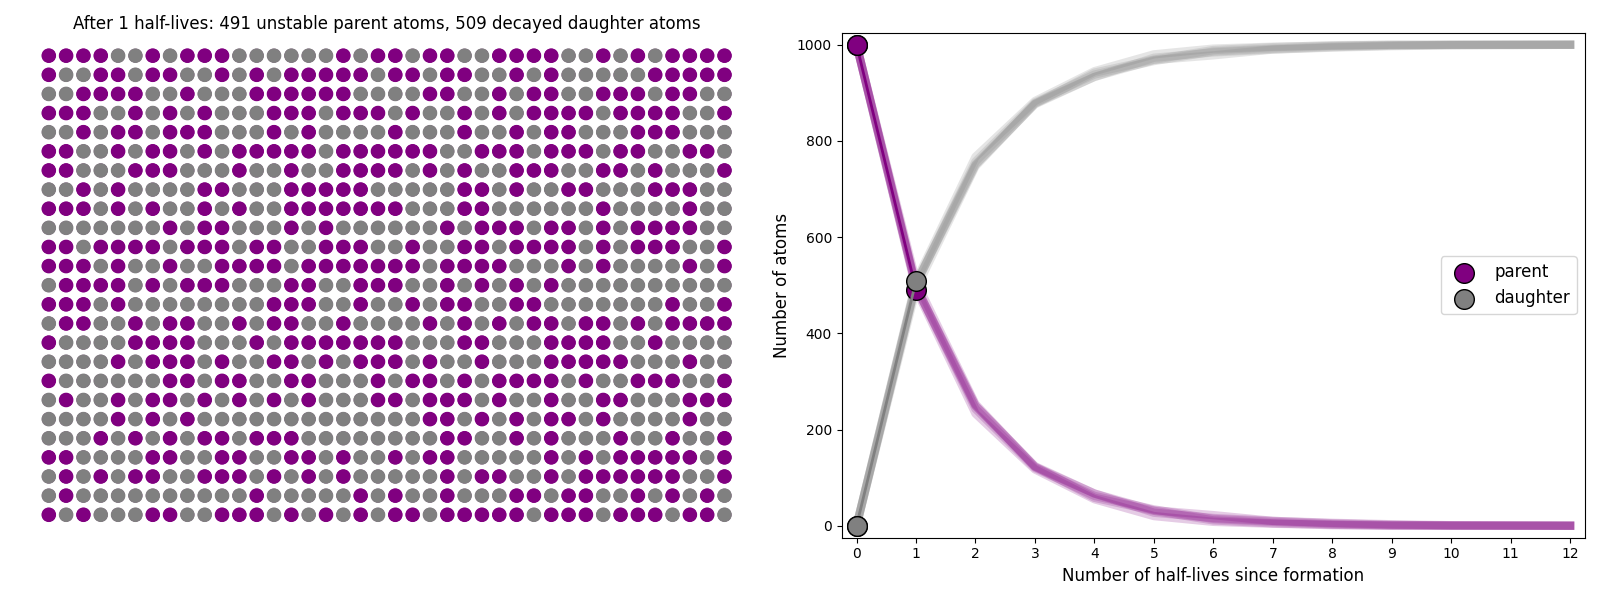 After 1 half-lives: 491 unstable parent atoms, 509 decayed daughter atoms
1000
800
600
400
200
0
Number of atoms
0 1 2 3 4 5 6 7 8 9 10 11 12
Number of half-lives since formation
parent
daughter